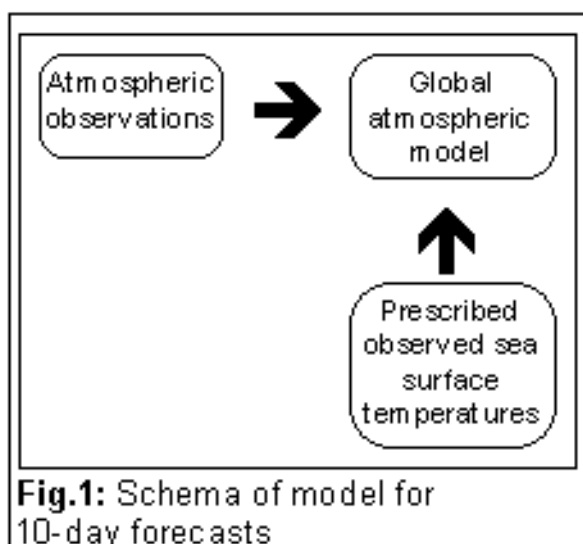 Atmospheric
observations
Global
atmospheric
model
Prescribed
observed sea
surface
temperatures
Fig.1: Schema of model for
10-day forecasts